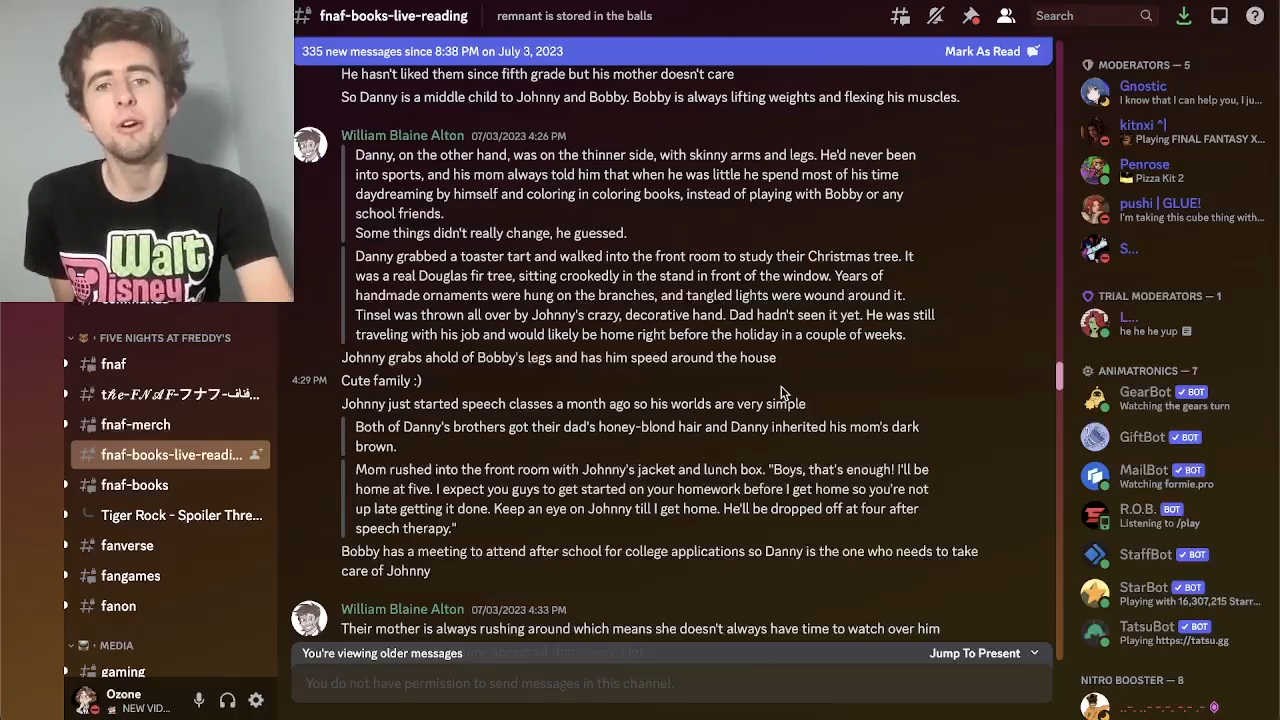 fnaf-books-live-reading
remnant is stored in the balls
Search
335 new messages since 8:38 PM on July 3, 2023
Mark As Read
He hasn't liked them since fifth grade but his mother doesn't care
So Danny is a middle child to Johnny and Bobby. Bobby is always lifting weights and flexing his muscles.
William Blaine Alton 07/03/2023 4:26 PM
Danny, on the other hand, was on the thinner side, with skinny arms and legs. He'd never been
into sports, and his mom always told him that when he was little he spend most of his time
daydreaming by himself and coloring in coloring books, instead of playing with Bobby or any
school friends.
Some things didn't really change, he guessed.
Danny grabbed a toaster tart and walked into the front room to study their Christmas tree. It
was a real Douglas fir tree, sitting crookedly in the stand in front of the window. Years of
handmade ornaments were hung on the branches, and tangled lights were wound around it.
Tinsel was thrown all over by Johnny's crazy, decorative hand. Dad hadn't seen it yet. He was still
traveling with his job and would likely be home right before the holiday in a couple of weeks.
Johnny grabs ahold of Bobby's legs and has him speed around the house
4:29 PM
Cute family :)
Johnny just started speech classes a month ago so his worlds are very simple
Both of Danny's brothers got their dad's honey-blond hair and Danny inherited his mom's dark
brown.
Mom rushed into the front room with Johnny's jacket and lunch box. "Boys, that's enough! I'll be
home at five. I expect you guys to get started on your homework before I get home so you're not
up late getting it done. Keep an eye on Johnny till I get home. He'll be dropped off at four after
speech therapy."
Bobby has a meeting to attend after school for college applications so Danny is the one who needs to take
care of Johnny
William Blaine Alton 07/03/2023 4:33 PM
Their mother is always rushing around which means she doesn't always have time to watch over him
You're viewing older messages
Jump To Present
You do not have permission to send messages in this channel.
Walt
Disney
FIVE NIGHTS AT FREDDY'S
fnaf
fnaf-merch
fnaf-books-live-readi...
fnaf-books
Tiger Rock - Spoiler Thre...
fanverse
fangames
fanon
MEDIA
gaming
Ozone
NEW VID...
MODERATORS — 5
Gnostic
I know that I can help you, I ju...
kitnxi ^|
Playing FINAL FANTASY X...
Penrose
Pizza Kit 2
pushi | GLUE!
I'm taking this cube thing with...
S...
TRIAL MODERATORS — 1
L...
he he he yup
ANIMATRONICS — 7
GearBot BOT
Watching the gears turn
GiftBot BOT
MailBot BOT
Watching formie.pro
R.O.B. BOT
Listening to /play
StaffBot BOT
StarBot BOT
Playing with 16,307,215 Starr...
TatsuBot BOT
Playing https://tatsu.gg
NITRO BOOSTER — 8